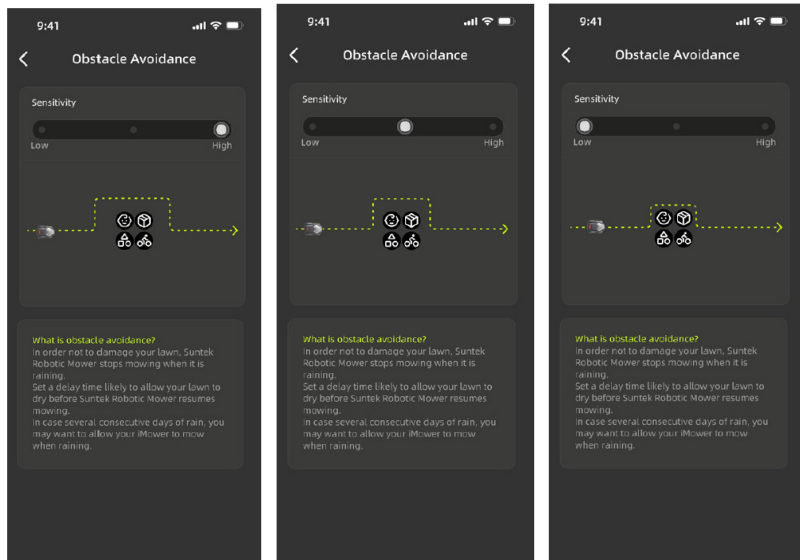 9:41
Obstacle Avoidance
Sensitivity
Low High
What is obstacle avoidance?
In order not to damage your lawn, Suntek
Robotic Mower stops mowing when it is
raining.
Set a delay time likely to allow your lawn to
dry before Suntek Robotic Mower resumes
mowing.
In case several consecutive days of rain, you
may want to allow your iMower to mow
when raining.
9:41
Obstacle Avoidance
Sensitivity
Low High
What is obstacle avoidance?
In order not to damage your lawn, Suntek
Robotic Mower stops mowing when it is
raining.
Set a delay time likely to allow your lawn to
dry before Suntek Robotic Mower resumes
mowing.
In case several consecutive days of rain, you
may want to allow your iMower to mow
when raining.
9:41
Obstacle Avoidance
Sensitivity
Low High
What is obstacle avoidance?
In order not to damage your lawn, Suntek
Robotic Mower stops mowing when it is
raining.
Set a delay time likely to allow your lawn to
dry before Suntek Robotic Mower resumes
mowing.
In case several consecutive days of rain, you
may want to allow your iMower to mow
when raining.